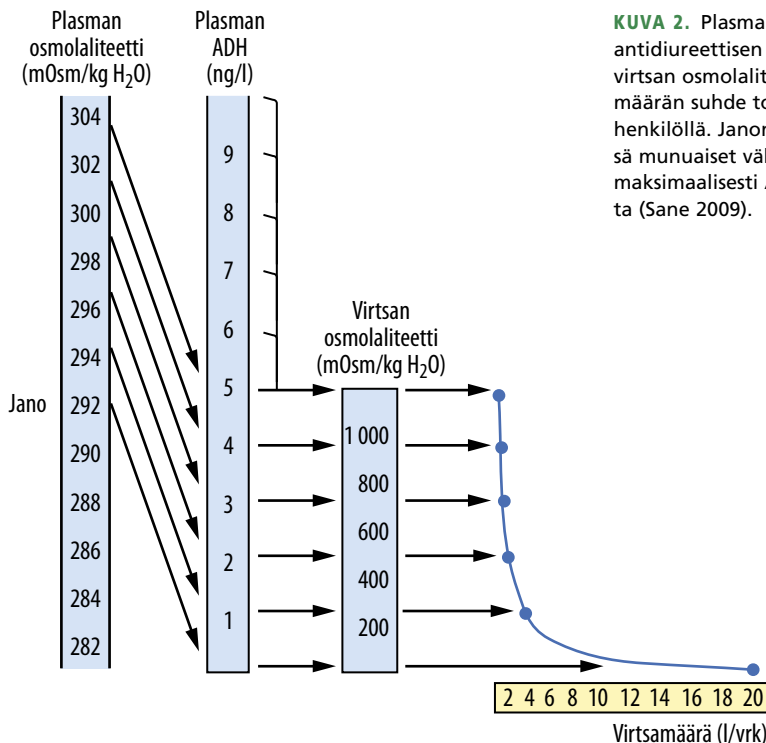 Plasman
osmolaliteetti
(mOsm/kg H₂O)
304
302
300
298
296
294
292
290
288
286
284
282
Jano
Plasman
ADH
(ng/l)
9
8
7
6
5
4
3
2
1
Virtsan
osmolaliteetti
(mOsm/kg H₂O)
1 000
800
600
400
200
2 4 6 8 10 12 14 16 18 20
Virtsamäärä (l/vrk)
KUVA 2. Plasma
antidiureettisen
virtsan osmolalit
määrän suhde to
henkilöllä. Janor
sä munuaiset väl
maksimaalisesti
ta (Sane 2009).